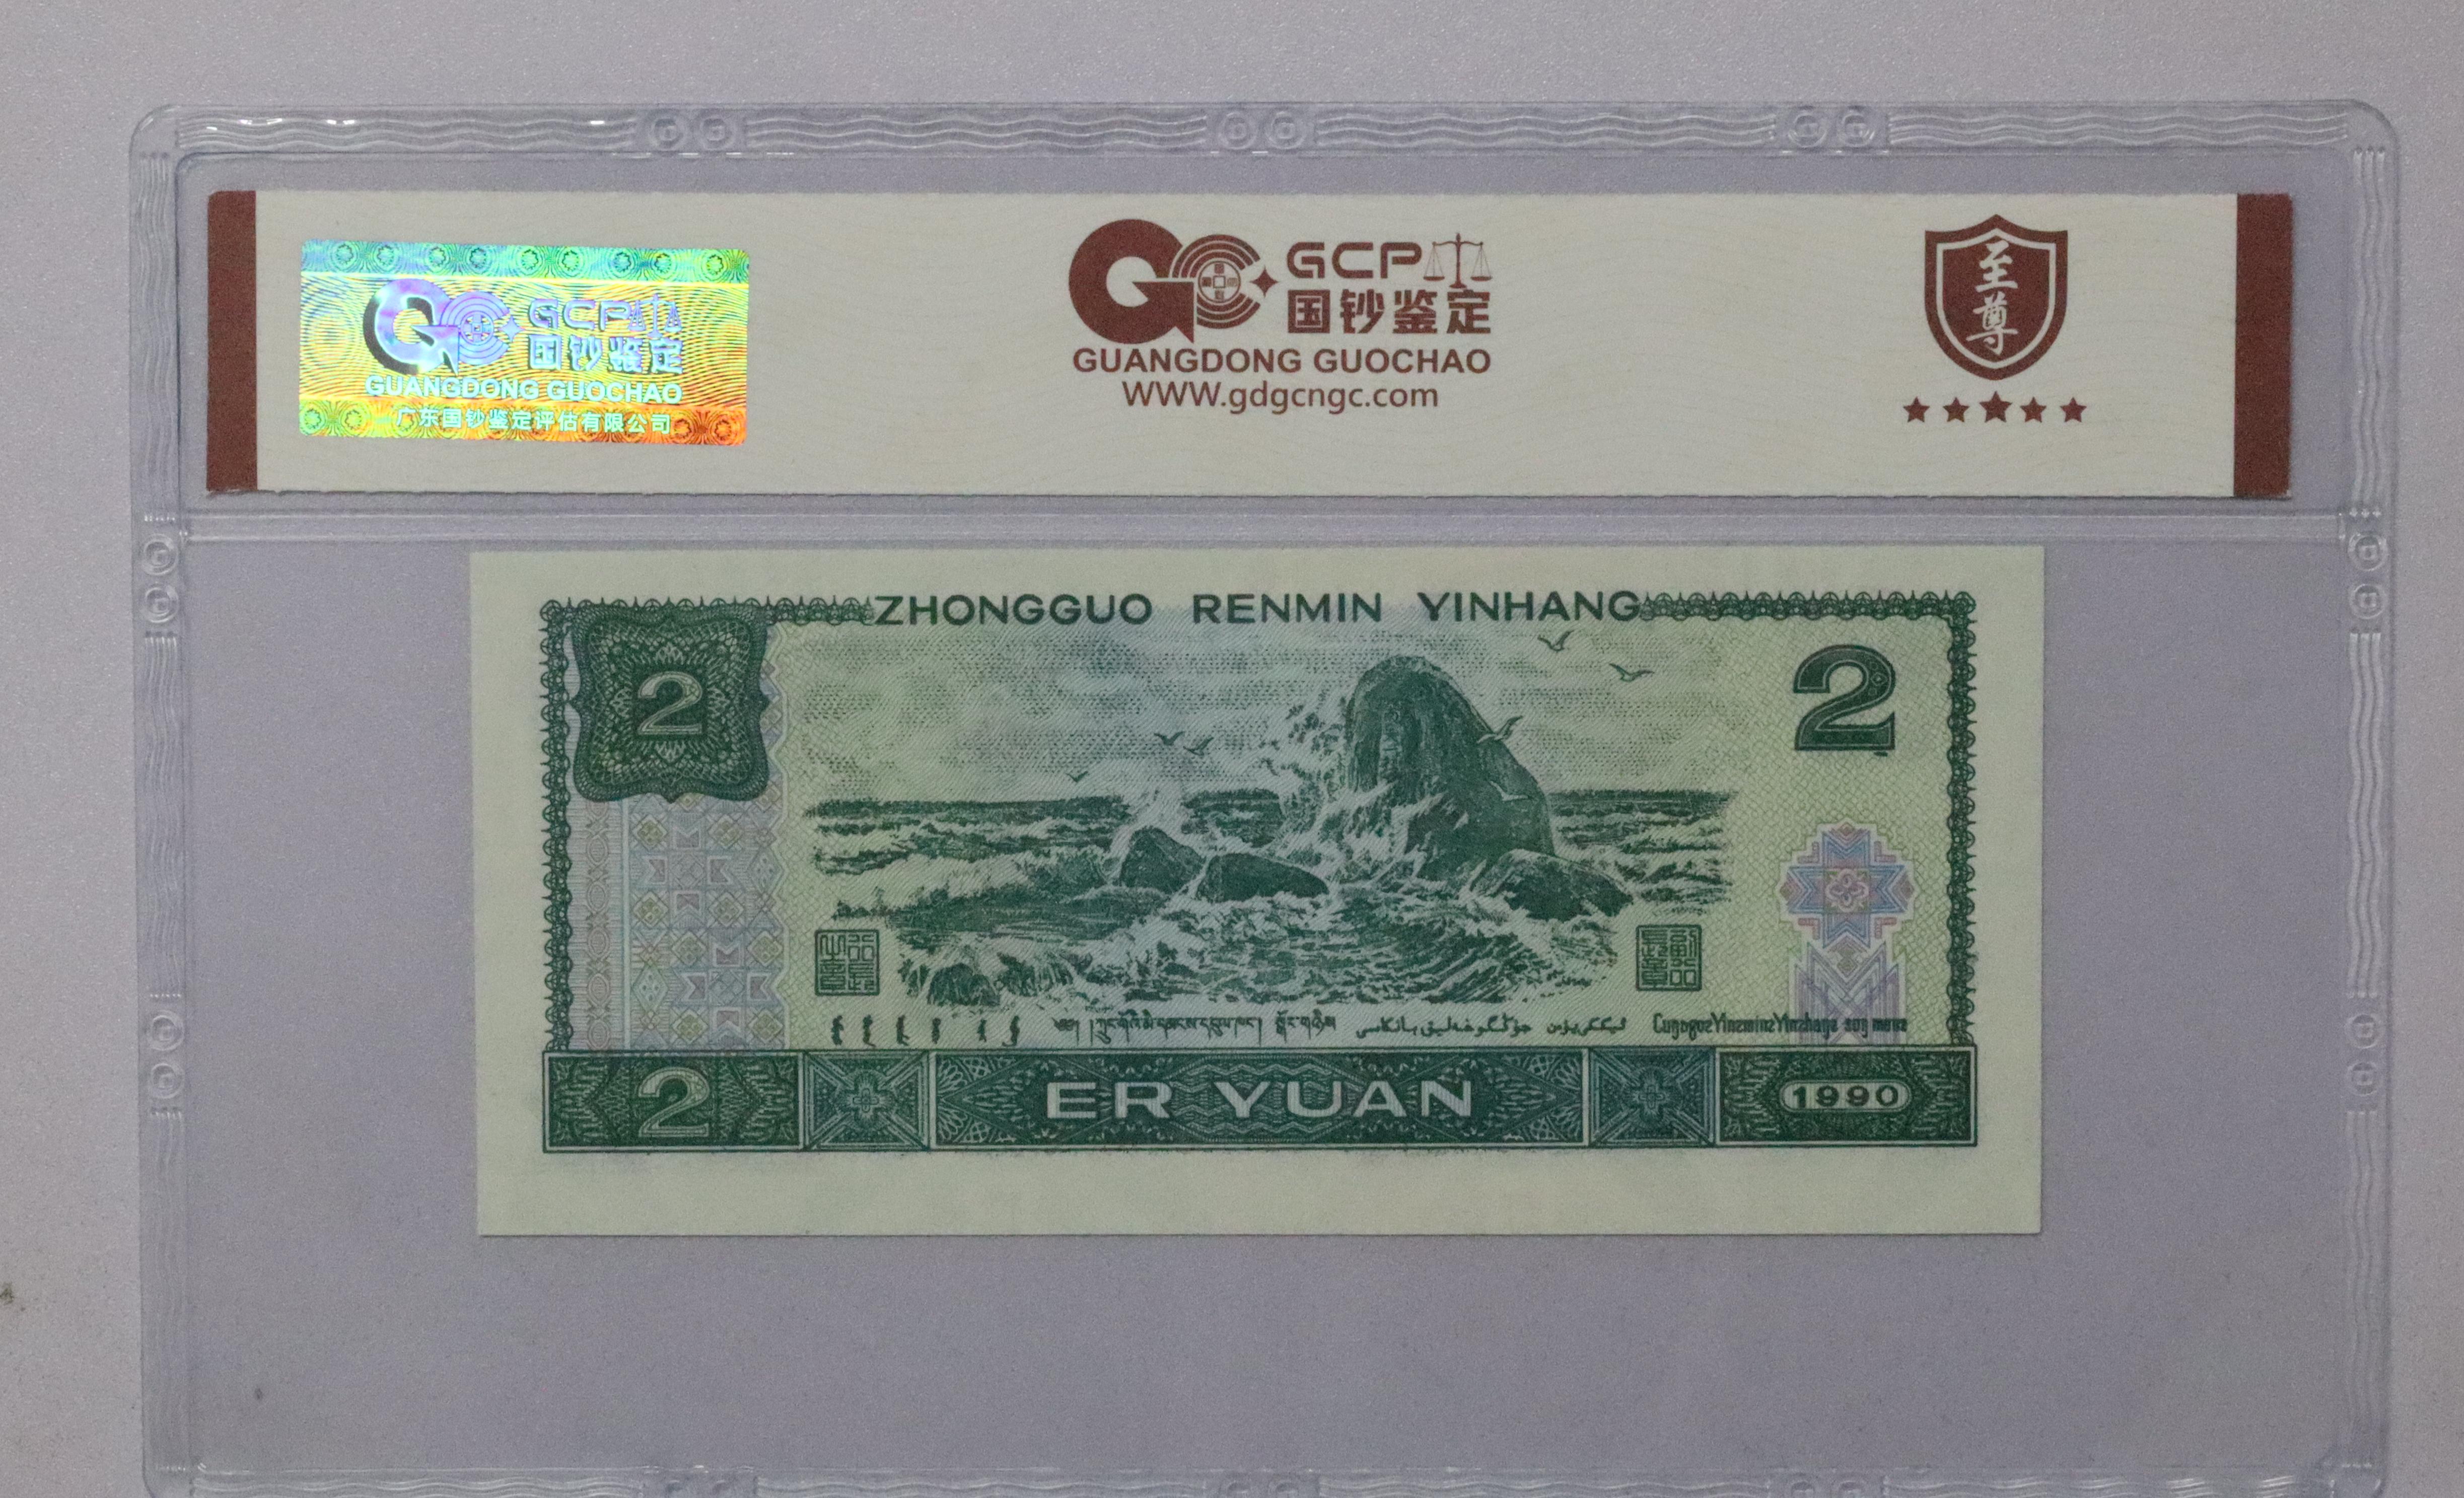 GCP
国钞鉴定
GUANGDONG GUOCHAO
广东国钞鉴定评估有限公司
GCP
国钞鉴定
GUANGDONG GUOCHAO
WWW.gdgcngc.com
至尊
ZHONGGUO RENMIN YINHANG
2
2
2
ER YUAN
1990